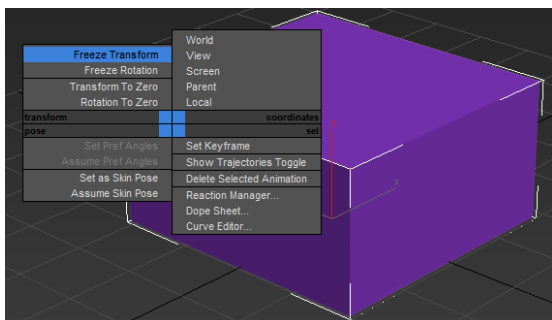 World
View
Freeze Transform
Screen
Freeze Rotation
Parent
Transform To Zero
Local
Rotation To Zero
transform
coordinates
pose
set
Set Pref Angles
Set Keyframe
Assume Pref Angles
Show Trajectories Toggle
Set as Skin Pose
Delete Selected Animation
Assume Skin Pose
Reaction Manager...
Dope Sheet...
Curve Editor...